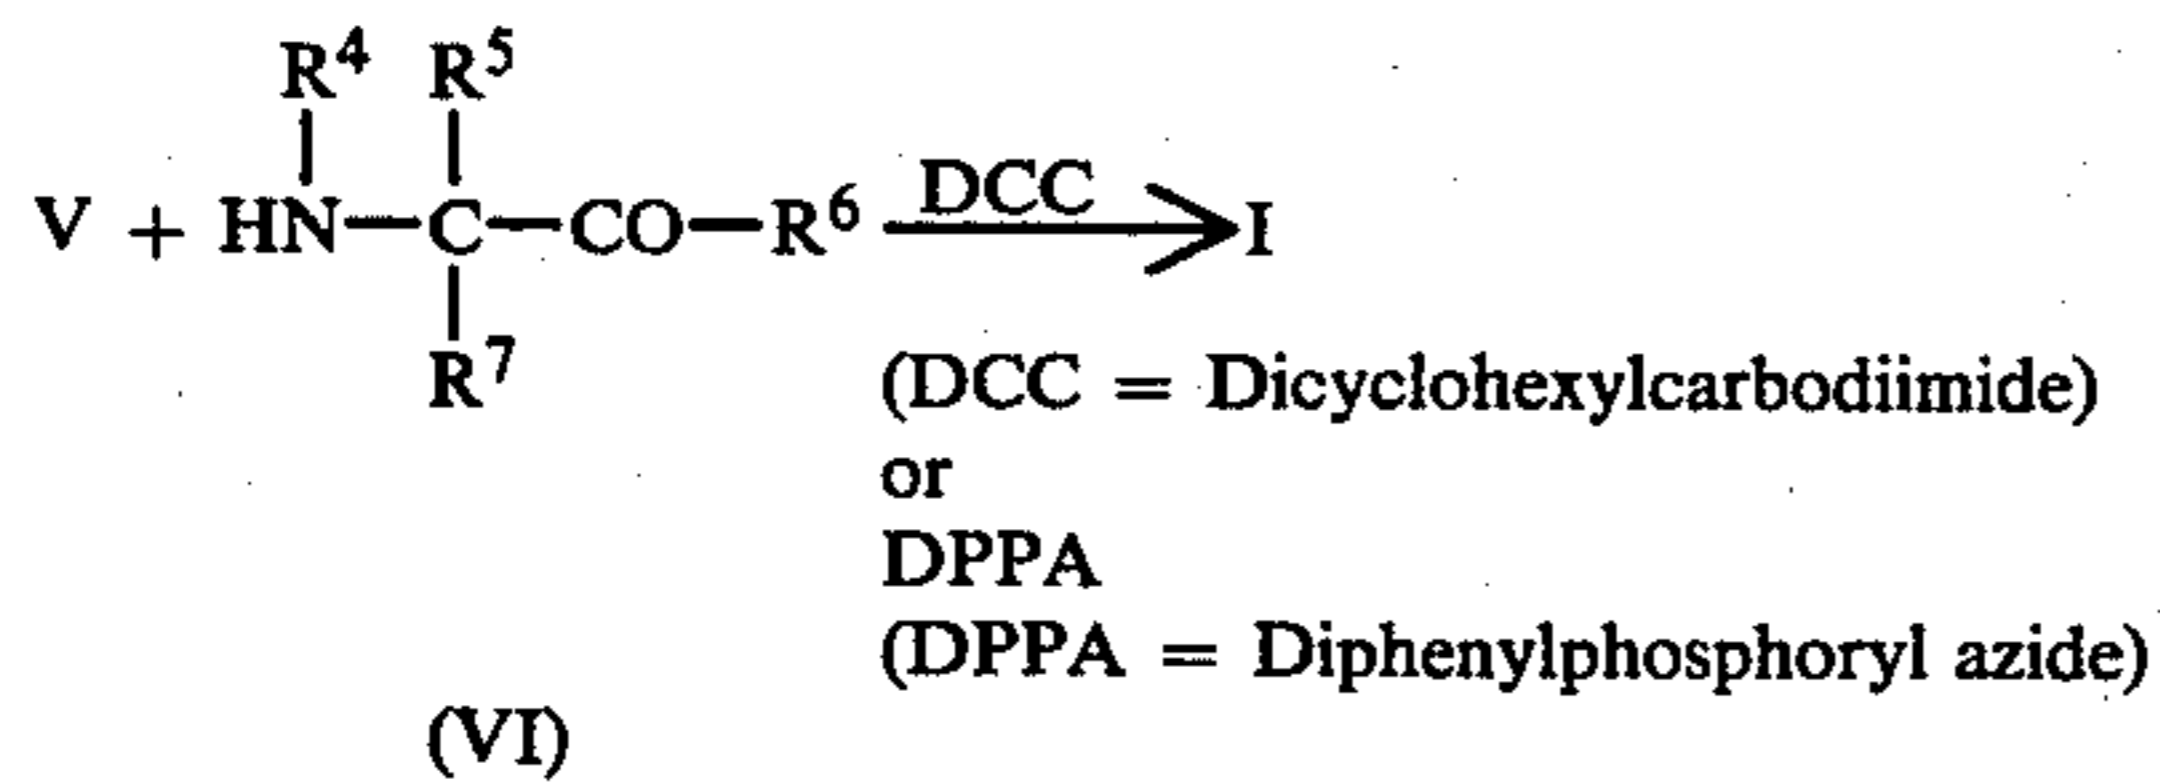 R4 R5
V + HN—C—CO—R6 DCC I
R7
(DCC = Dicyclohexylcarbodiimide)
or
DPPA
(DPPA = Diphenylphosphoryl azide)
(VI)